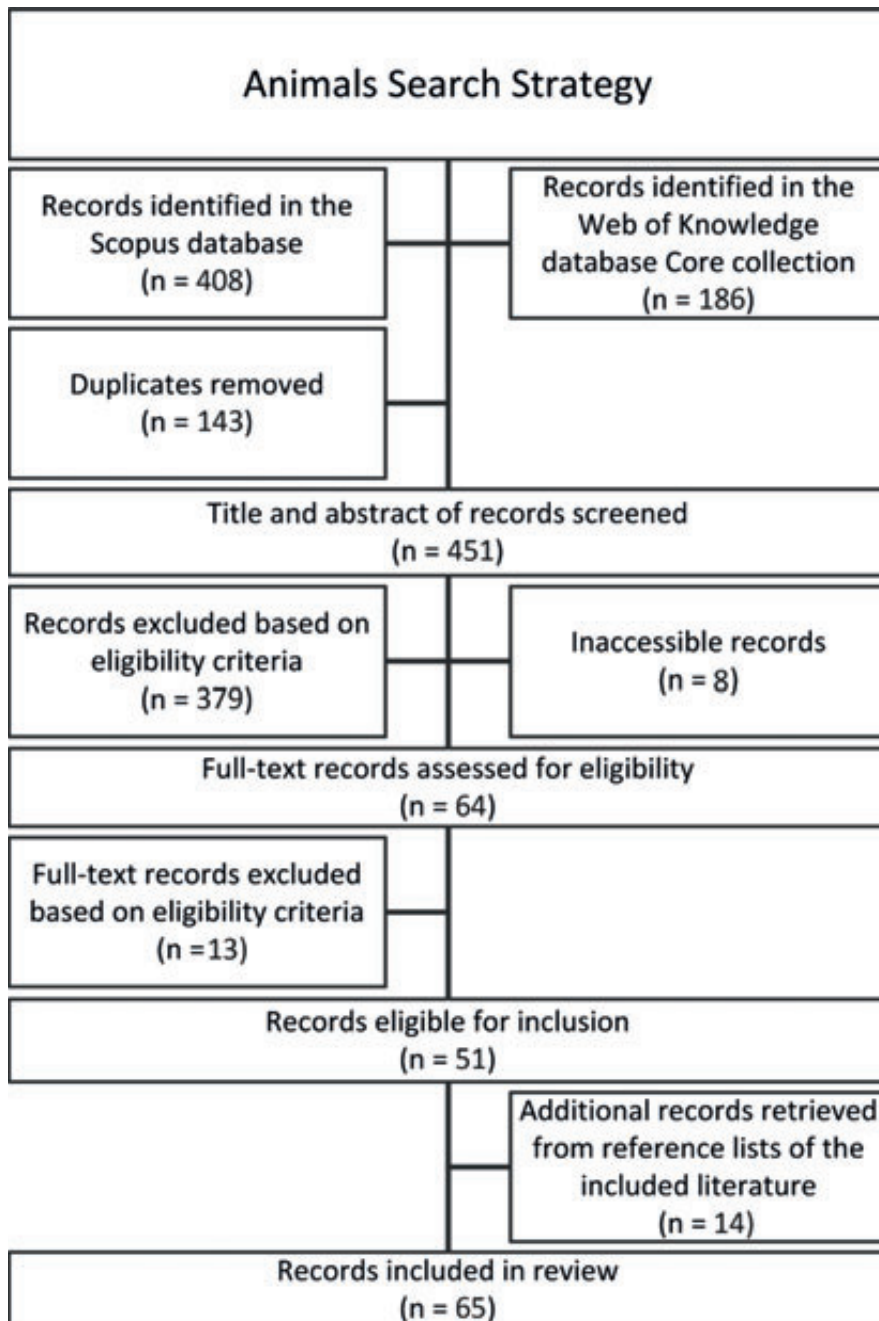 Animals Search Strategy
Records identified in the
Scopus database
(n = 408)
Records identified in the
Web of Knowledge
database Core collection
(n = 186)
Duplicates removed
(n = 143)
Title and abstract of records screened
(n = 451)
Records excluded based on
eligibility criteria
(n = 379)
Inaccessible records
(n = 8)
Full-text records assessed for eligibility
(n = 64)
Full-text records excluded
based on eligibility criteria
(n =13)
Records eligible for inclusion
(n = 51)
Additional records retrieved
from reference lists of the
included literature
(n = 14)
Records included in review
(n = 65)